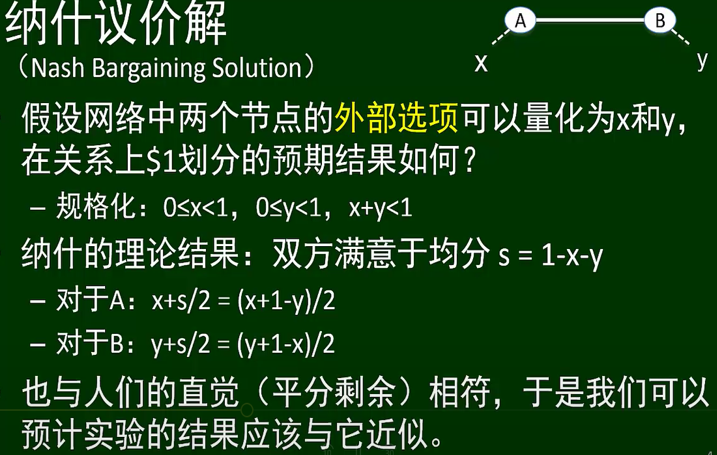 纳什议价解
（Nash Bargaining Solution）
A
B
x
y
假设网络中两个节点的外部选项可以量化为x和y，
在关系上$1划分的预期结果如何？
– 规格化：0≤x<1，0≤y<1，x+y<1
纳什的理论结果：双方满意于均分 s = 1-x-y
– 对于A：x+s/2 = (x+1-y)/2
– 对于B：y+s/2 = (y+1-x)/2
也与人们的直觉（平分剩余）相符，于是我们可以
预计实验的结果应该与它近似。